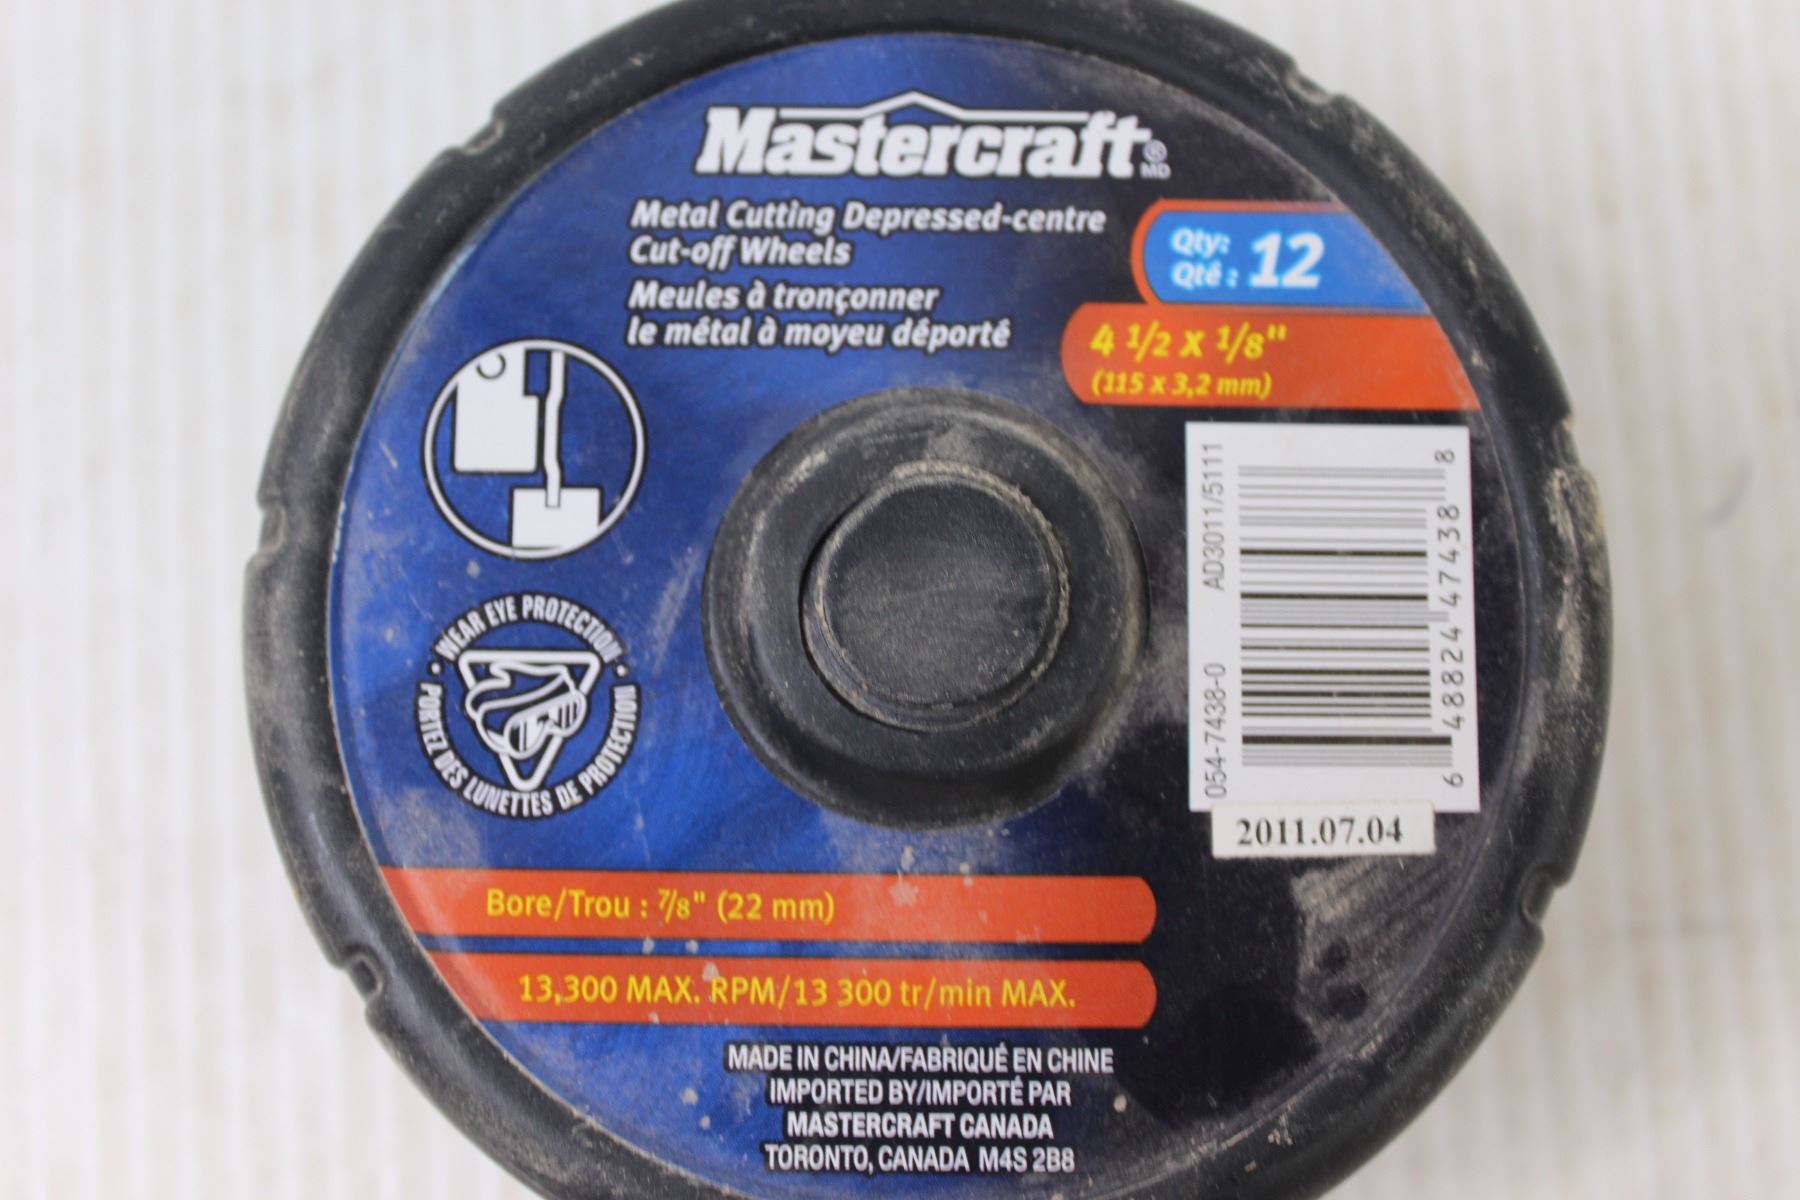 Mastercraft®
MD
Metal Cutting Depressed-centre
Cut-off Wheels
Meules à tronçonner
le métal à moyeu déporté
Qty:
Qté : 12
4 1/2 x 1/8"
(115 x 3,2 mm)
AD3011/5111
054-7438-0
6 48824 47438 8
2011.07.04
• WEAR EYE PROTECTION •
PORTEZ DES LUNETTES DE PROTECTION
Bore/Trou : 7/8" (22 mm)
13,300 MAX. RPM/13 300 tr/min MAX.
MADE IN CHINA/FABRIQUÉ EN CHINE
IMPORTED BY/IMPORTÉ PAR
MASTERCRAFT CANADA
TORONTO, CANADA M4S 2B8